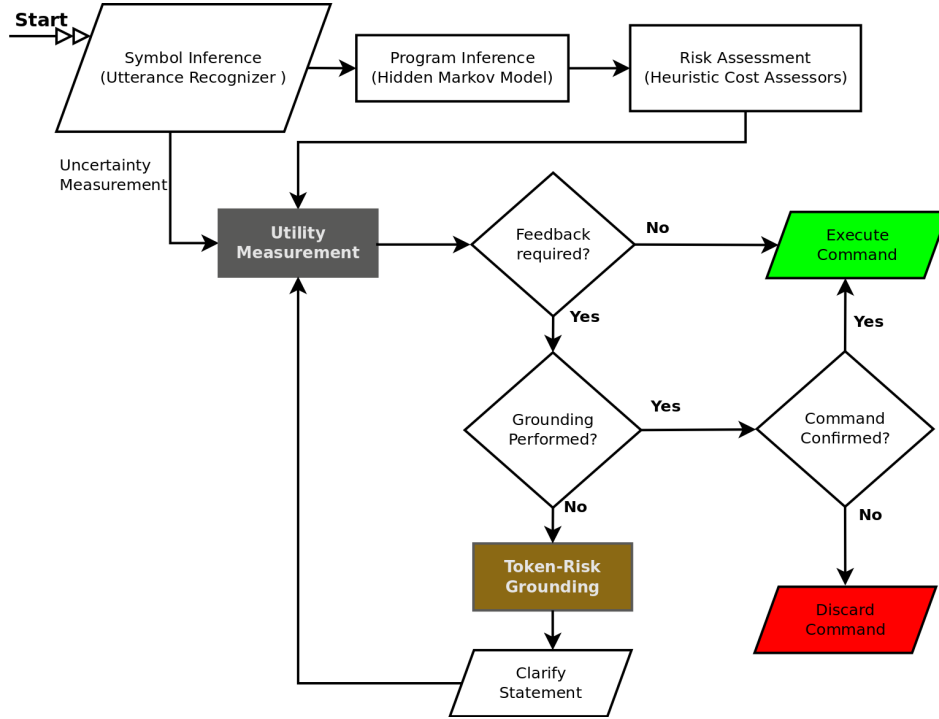 Start
Symbol Inference
(Utterance Recognizer )
Program Inference
(Hidden Markov Model)
Risk Assessment
(Heuristic Cost Assessors)
Uncertainty
Measurement
Utility
Measurement
Feedback
required?
No
Execute
Command
Yes
Yes
Grounding
Performed?
Yes
Command
Confirmed?
No
No
Token-Risk
Grounding
Discard
Command
Clarify
Statement